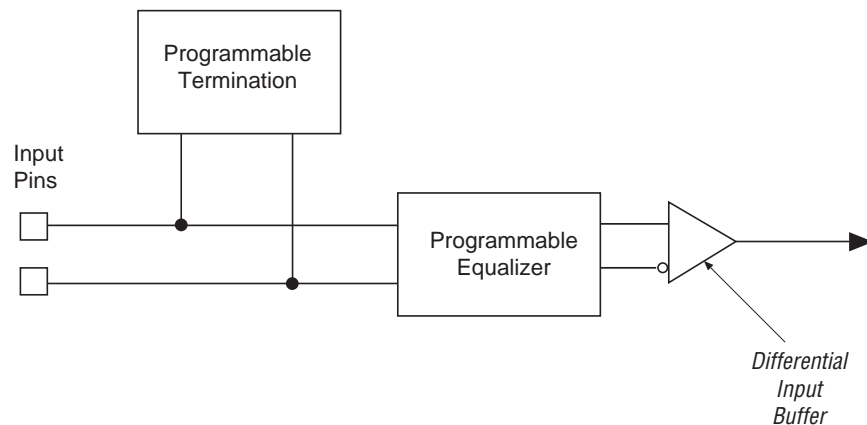 Programmable
Termination
Input
Pins
Programmable
Equalizer
Differential
Input
Buffer